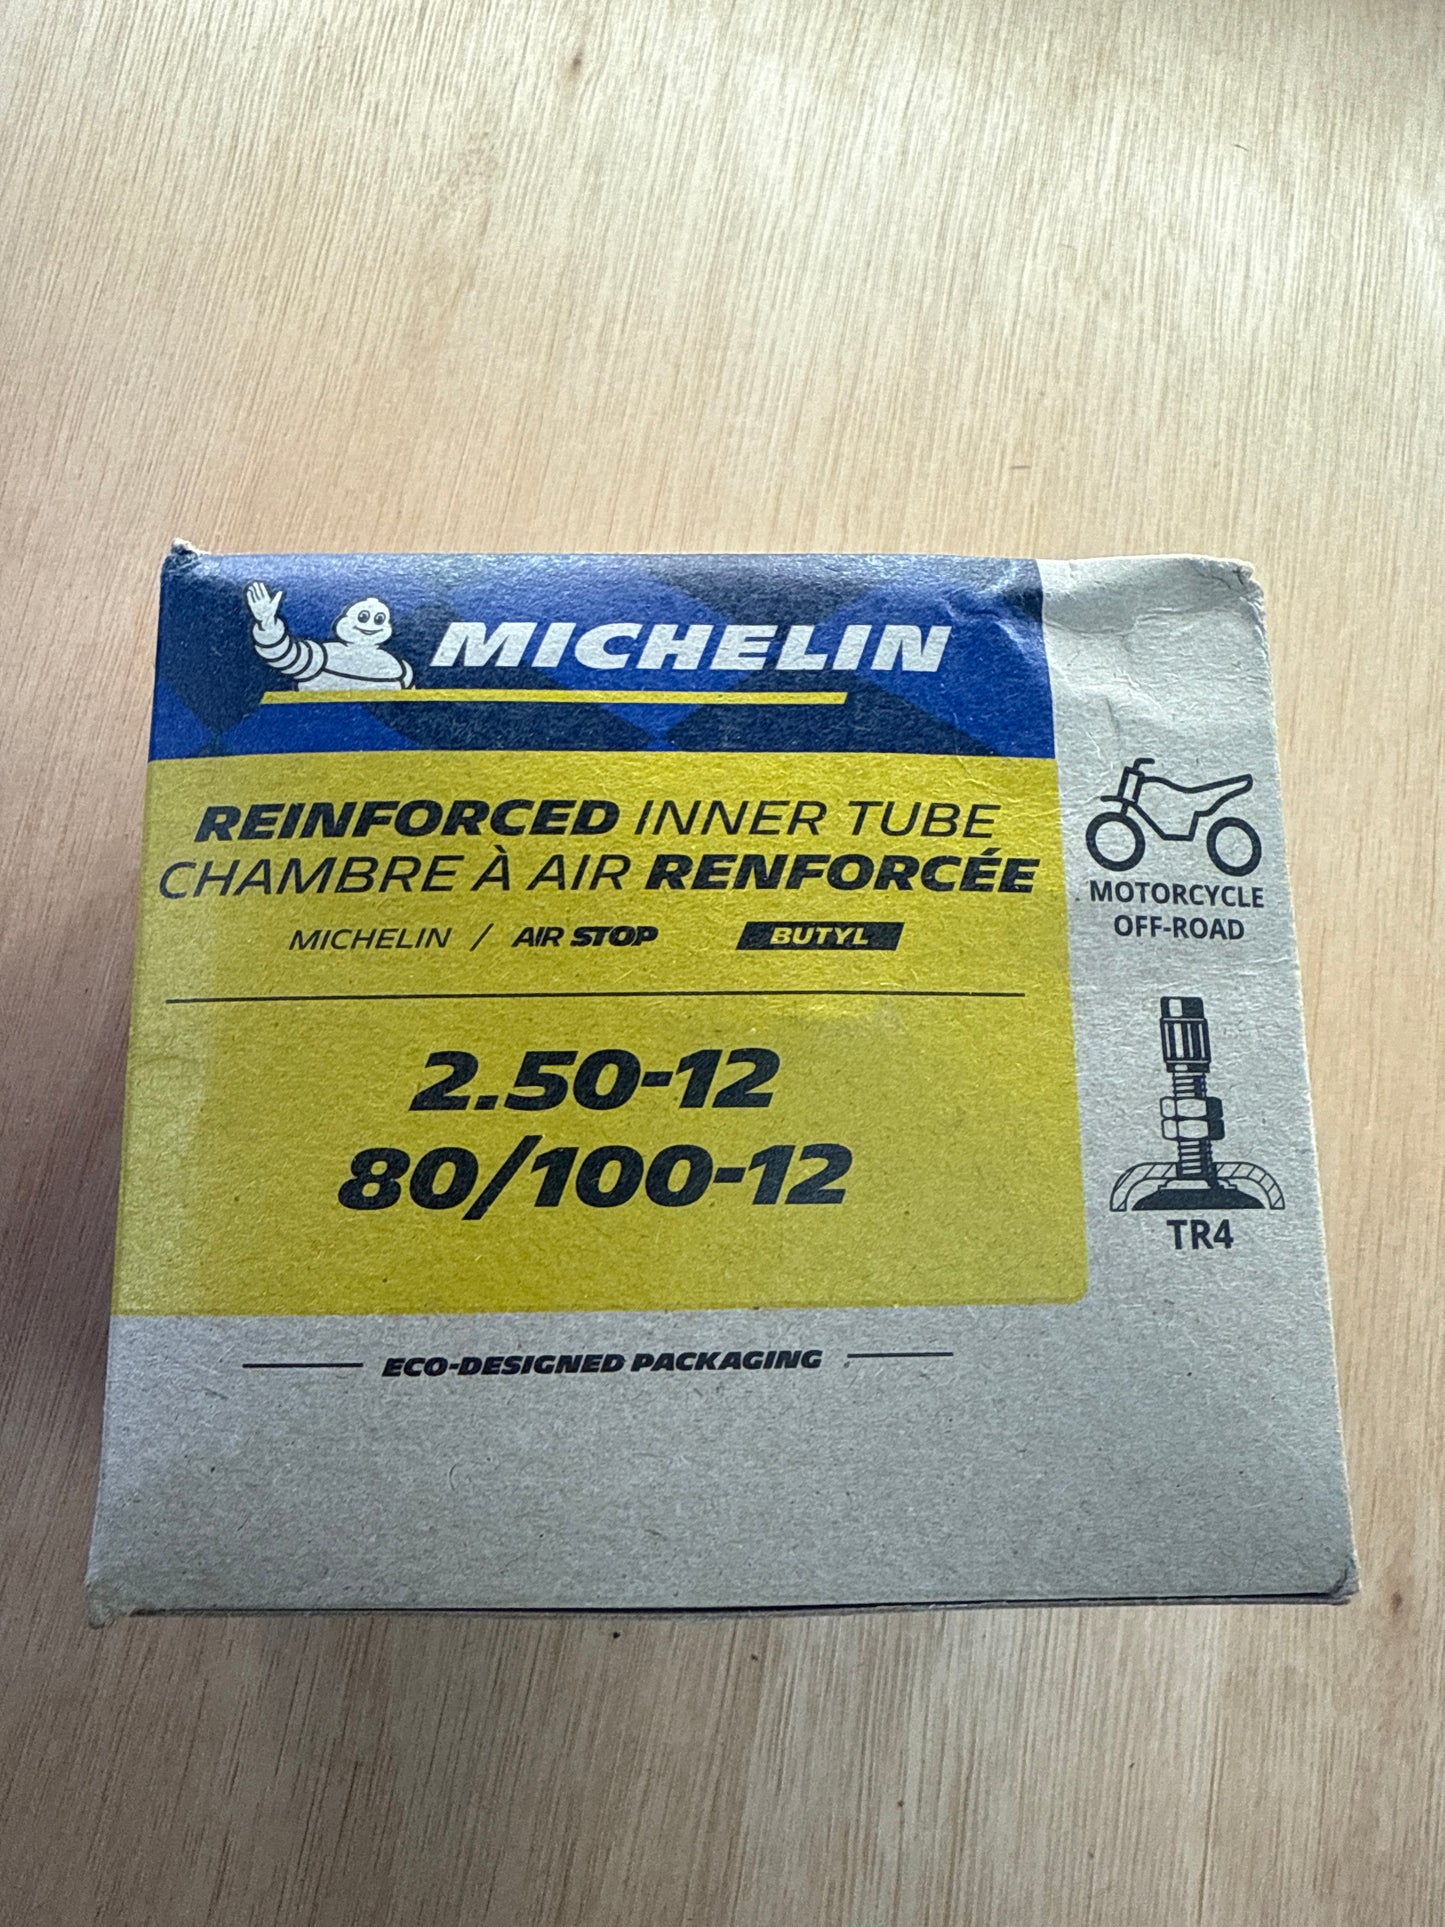 MICHELIN
REINFORCED INNER TUBE
CHAMBRE À AIR RENFORCÉE
MICHELIN / AIR STOP BUTYL
2.50-12
80/100-12
ECO-DESIGNED PACKAGING
MOTORCYCLE
OFF-ROAD
TR4